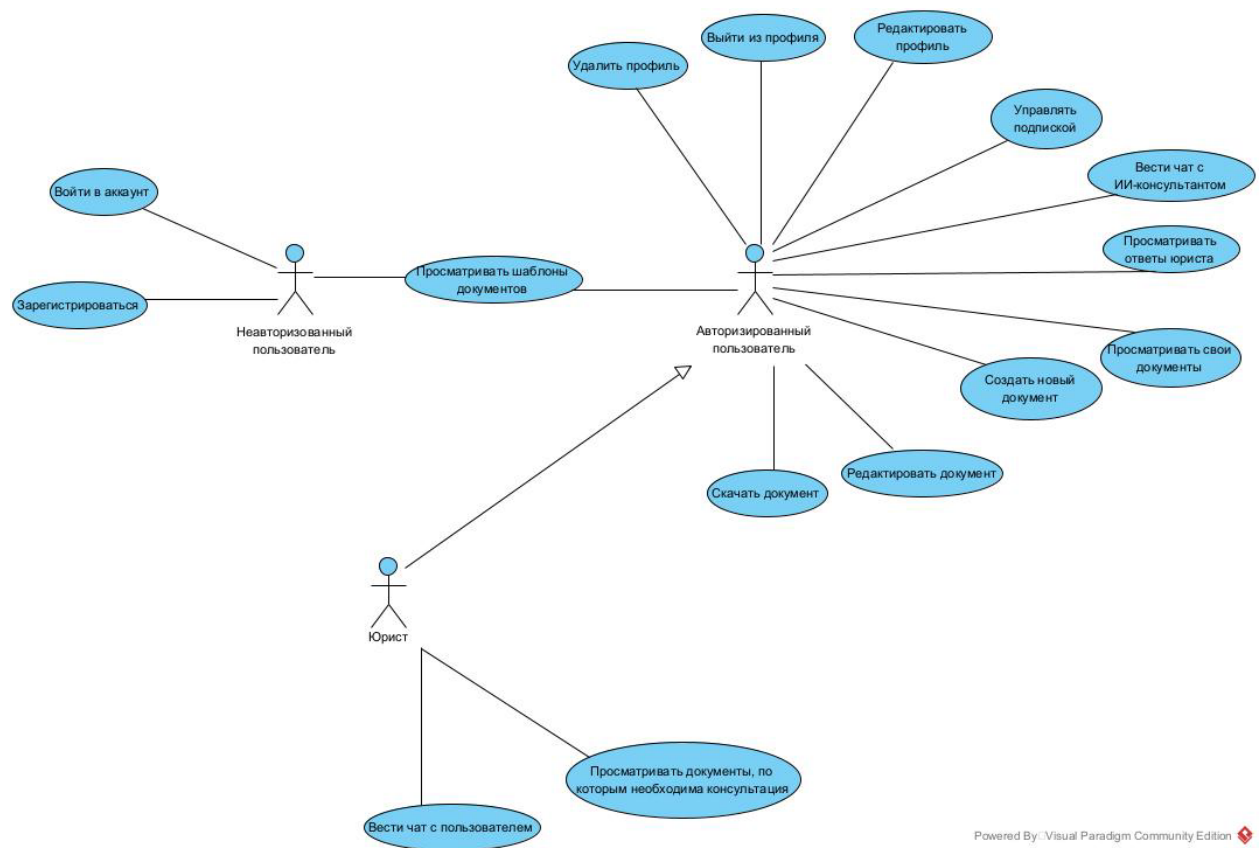 Выйти из профиля
Редактировать
профиль
Удалить профиль
Управлять
подпиской
Войти в аккаунт
Вести чат с
ИИ-консультантом
Просматривать
ответы юриста
Просматривать шаблоны
документов
Зарегистрироваться
Неавторизованный
пользователь
Авторизированный
пользователь
Просматривать свои
документы
Создать новый
документ
Редактировать документ
Скачать документ
Юрист
Просматривать документы, по
которым необходима консультация
Вести чат с пользователем
Powered By Visual Paradigm Community Edition